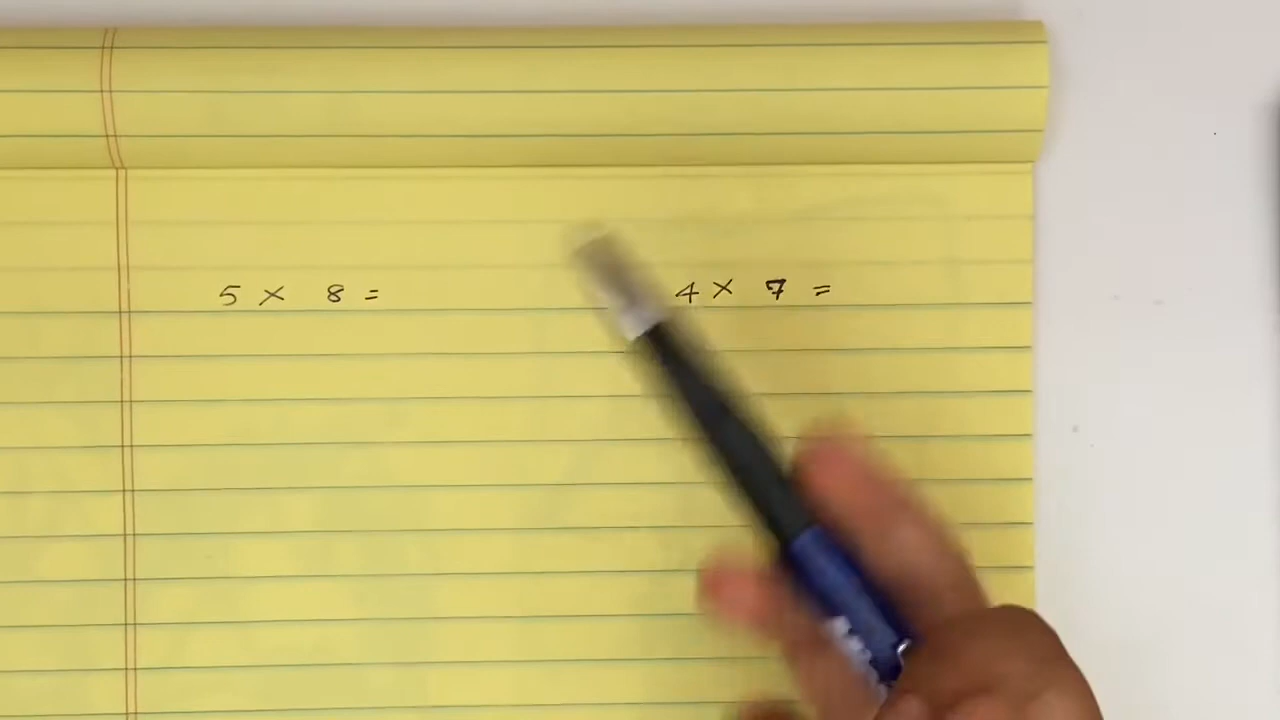 5 × 8 = 4 × 7 =